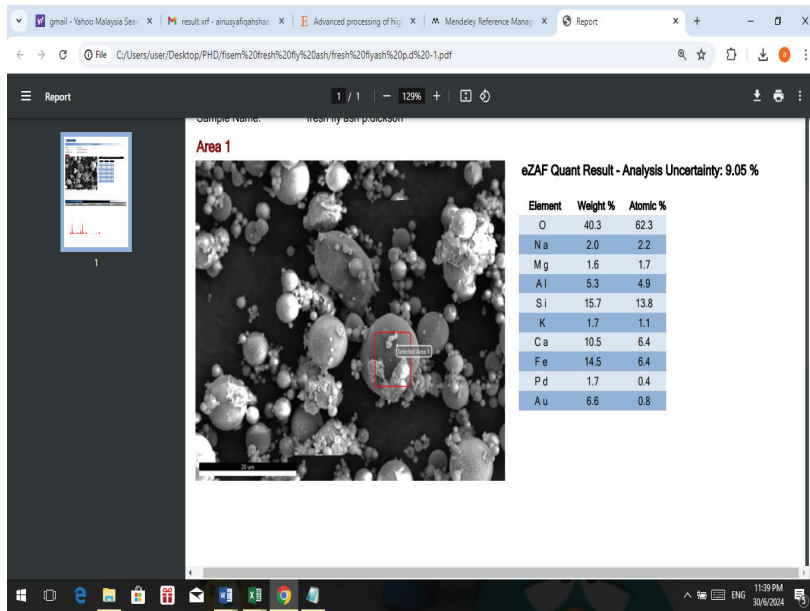 gmail - Yahoo Malaysia Sear
result xrf - ainusyafiqahshaa
Advanced processing of hig
Mendeley Reference Manag
Report
File
C:/Users/user/Desktop/PHD/fisem%20fresh%20fly%20ash/fresh%20flyash%20p.d%20-1.pdf
Report
1 / 1
129%
Sample Name: fresh fly ash p.dickson
Area 1
eZAF Quant Result - Analysis Uncertainty: 9.05 %
Element Weight % Atomic %
O 40.3 62.3
Na 2.0 2.2
Mg 1.6 1.7
Al 5.3 4.9
Si 15.7 13.8
K 1.7 1.1
Ca 10.5 6.4
Fe 14.5 6.4
Pd 1.7 0.4
Au 6.6 0.8
Selected Area 1
20 um
1
ENG
11:39 PM
30/6/2024